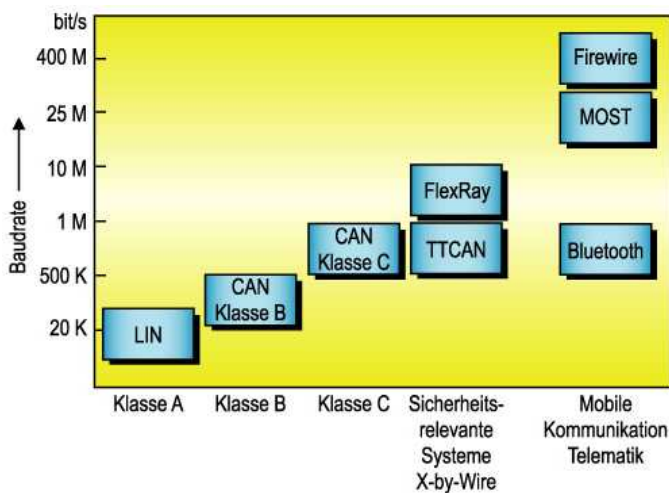 bit/s
400 M
25 M
10 M
1 M
500 K
20 K
Baudrate
Firewire
MOST
FlexRay
CAN
Klasse C
TTCAN
Bluetooth
CAN
Klasse B
LIN
Klasse A
Klasse B
Klasse C
Sicherheits-
relevante
Systeme
X-by-Wire
Mobile
Kommunikation
Telematik